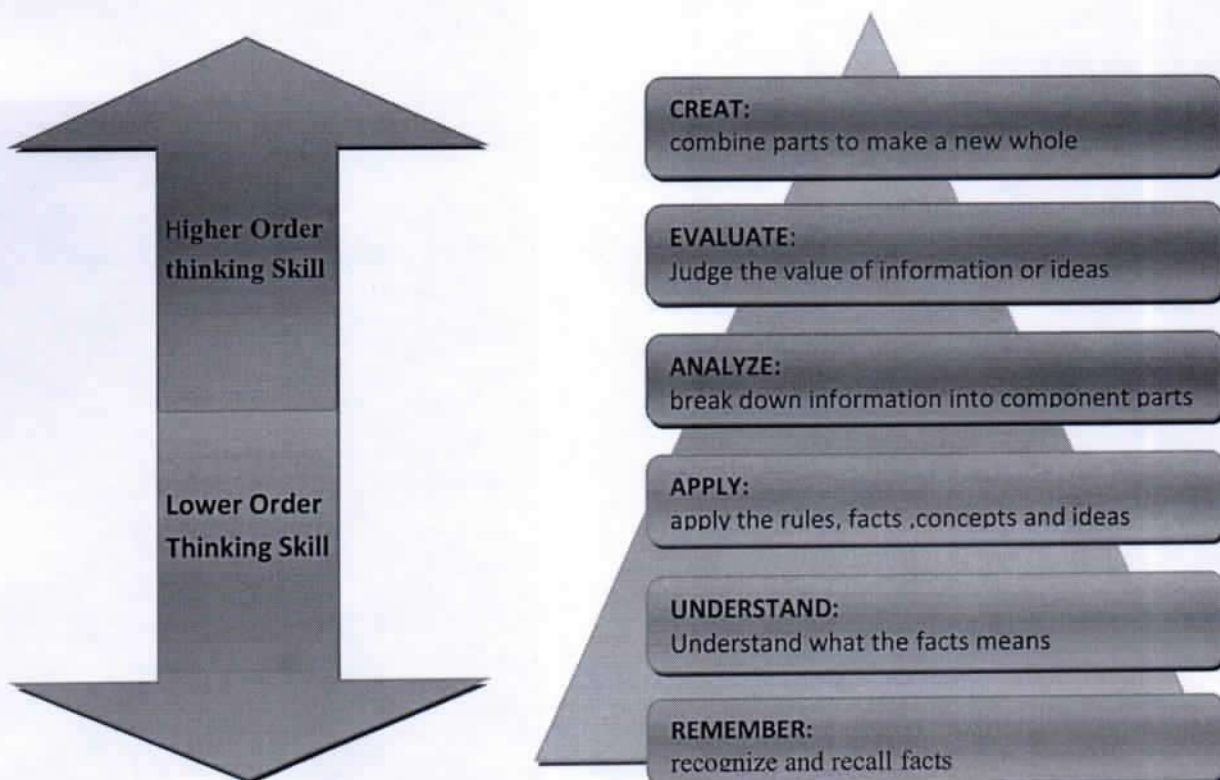 Higher Order
thinking Skill
Lower Order
Thinking Skill
CREAT:
combine parts to make a new whole
EVALUATE:
Judge the value of information or ideas
ANALYZE:
break down information into component parts
APPLY:
apply the rules, facts ,concepts and ideas
UNDERSTAND:
Understand what the facts means
REMEMBER:
recognize and recall facts